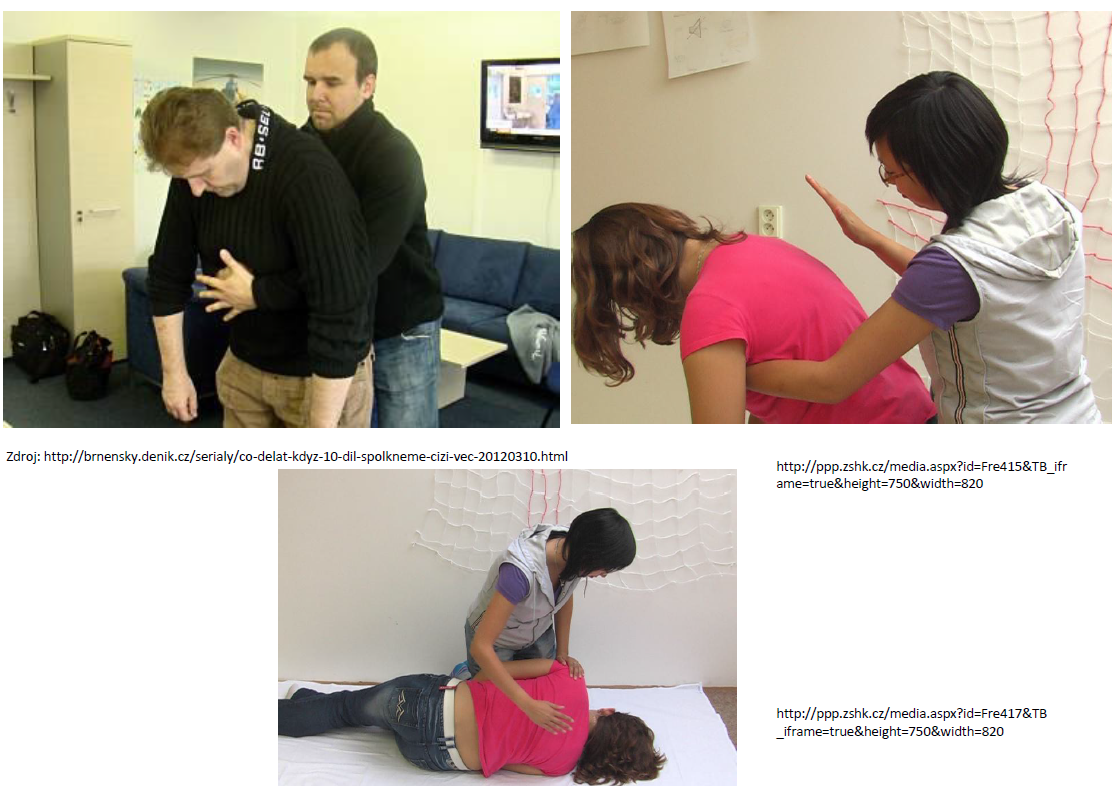 AB•SEL
Zdroj: http://brnensky.denik.cz/serialy/co-delat-kdyz-10-dil-spolkneme-cizi-vec-20120310.html
http://ppp.zshk.cz/media.aspx?id=Fre415&TB_ifr
ame=true&height=750&width=820
http://ppp.zshk.cz/media.aspx?id=Fre417&TB
_iframe=true&height=750&width=820